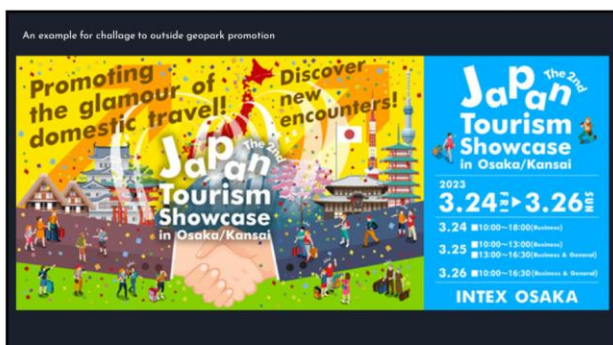 An example for challage to outside geopark promotion
Promoting
the glamour of
domestic travel!
Discover
new
encounters!
Japan The 2nd
Tourism
Showcase
in Osaka/Kansai
Japan The 2nd
Tourism
Showcase
in Osaka/Kansai
2023
3.24 FRI ▶ 3.26 SUN
3.24 ■10:00~18:00(Business)
3.25 ■10:00~13:00(Business)
■13:00~16:30(Business & General)
3.26 ■10:00~16:30(Business & General)
INTEX OSAKA